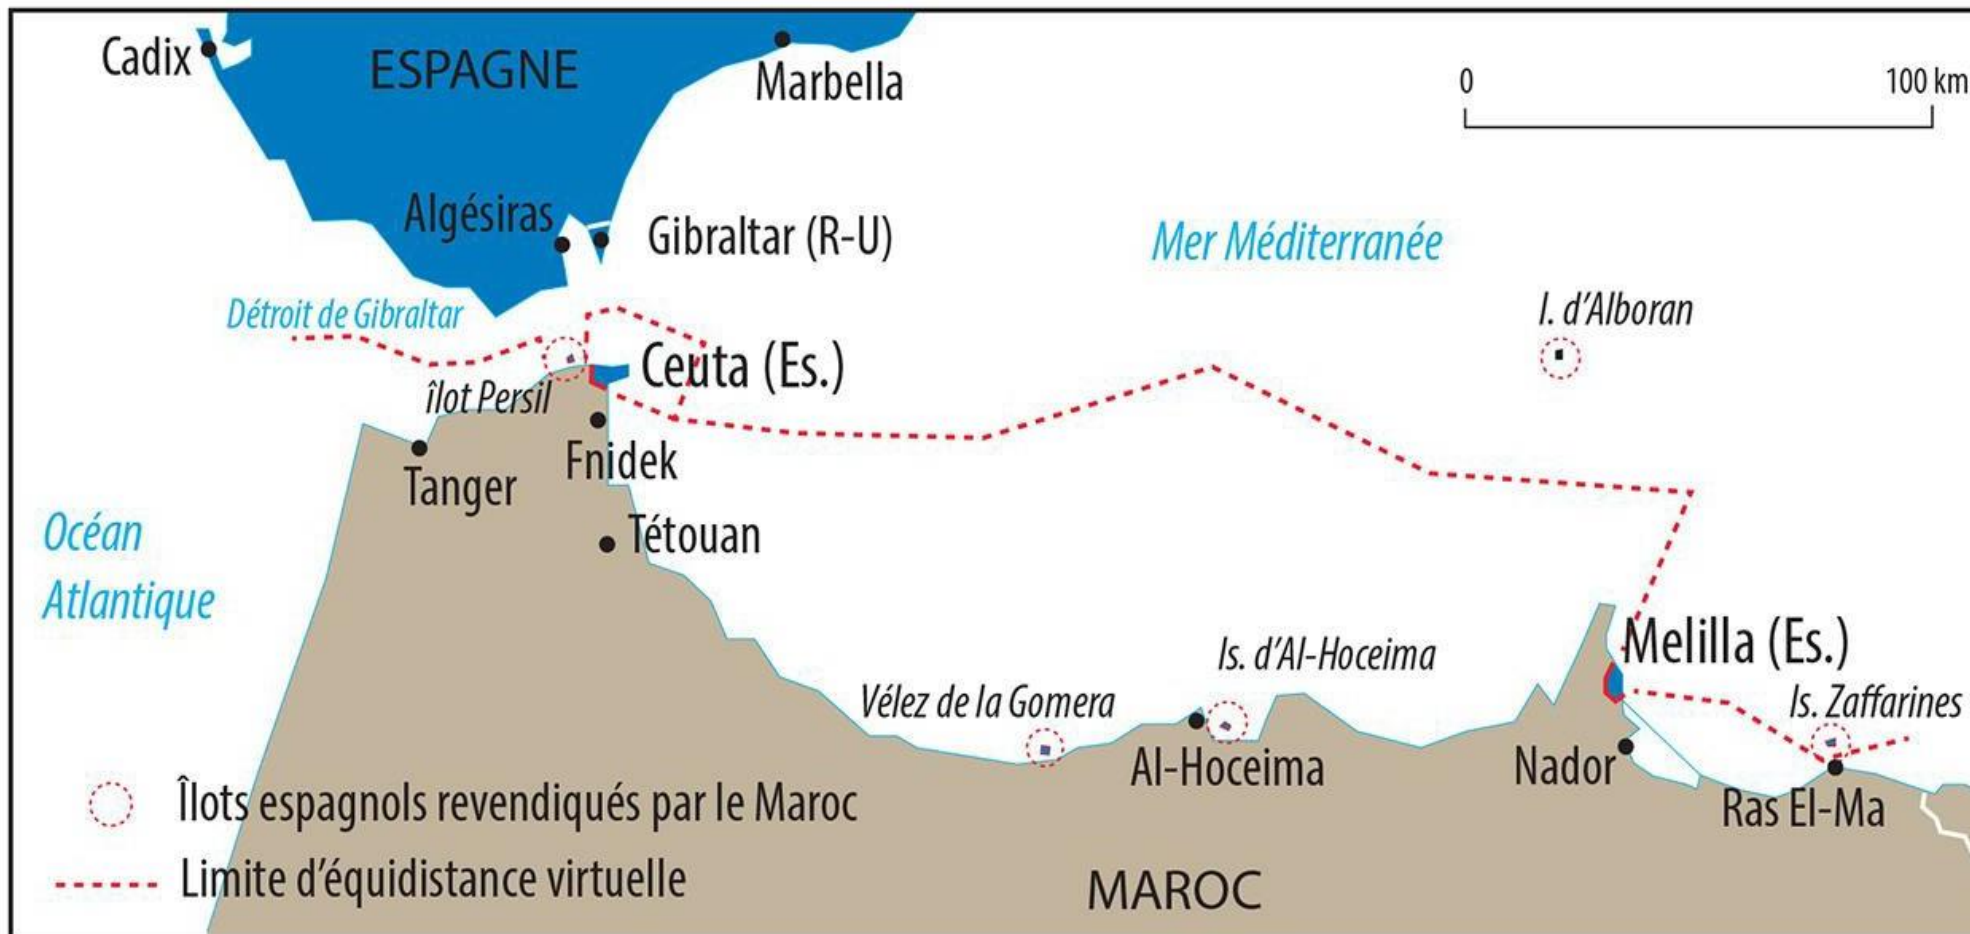 Cadix
ESPAGNE
Marbella
0
100 km
Algésiras
Gibraltar (R-U)
Mer Méditerranée
Détroit de Gibraltar
I. d'Alboran
Ceuta (Es.)
îlot Persil
Fnidek
Tanger
Océan
Atlantique
Tétouan
Melilla (Es.)
Is. d'Al-Hoceima
Vélez de la Gomera
Is. Zaffarines
Al-Hoceima
Nador
Ras El-Ma
Îlots espagnols revendiqués par le Maroc
Limite d'équidistance virtuelle
MAROC